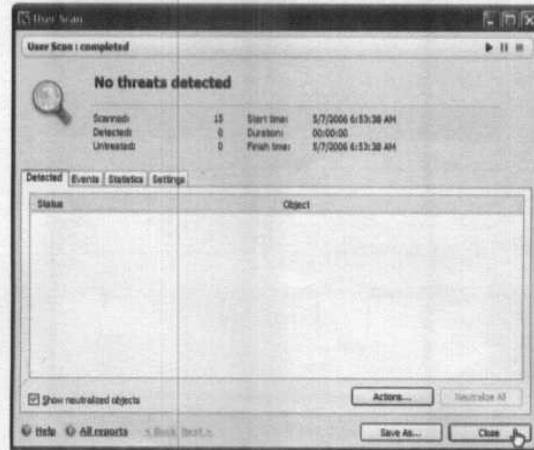 User Scan
User Scan : completed
No threats detected
Scanned: 15 Start time: 5/7/2006 6:53:38 AM
Detected: 0 Duration: 00:00:00
Untreated: 0 Finish time: 5/7/2006 6:53:38 AM
Detected Events Statistics Settings
Status Object
Show neutralized objects Actions... Neutralize All
Help All reports < Back Next > Save As... Close